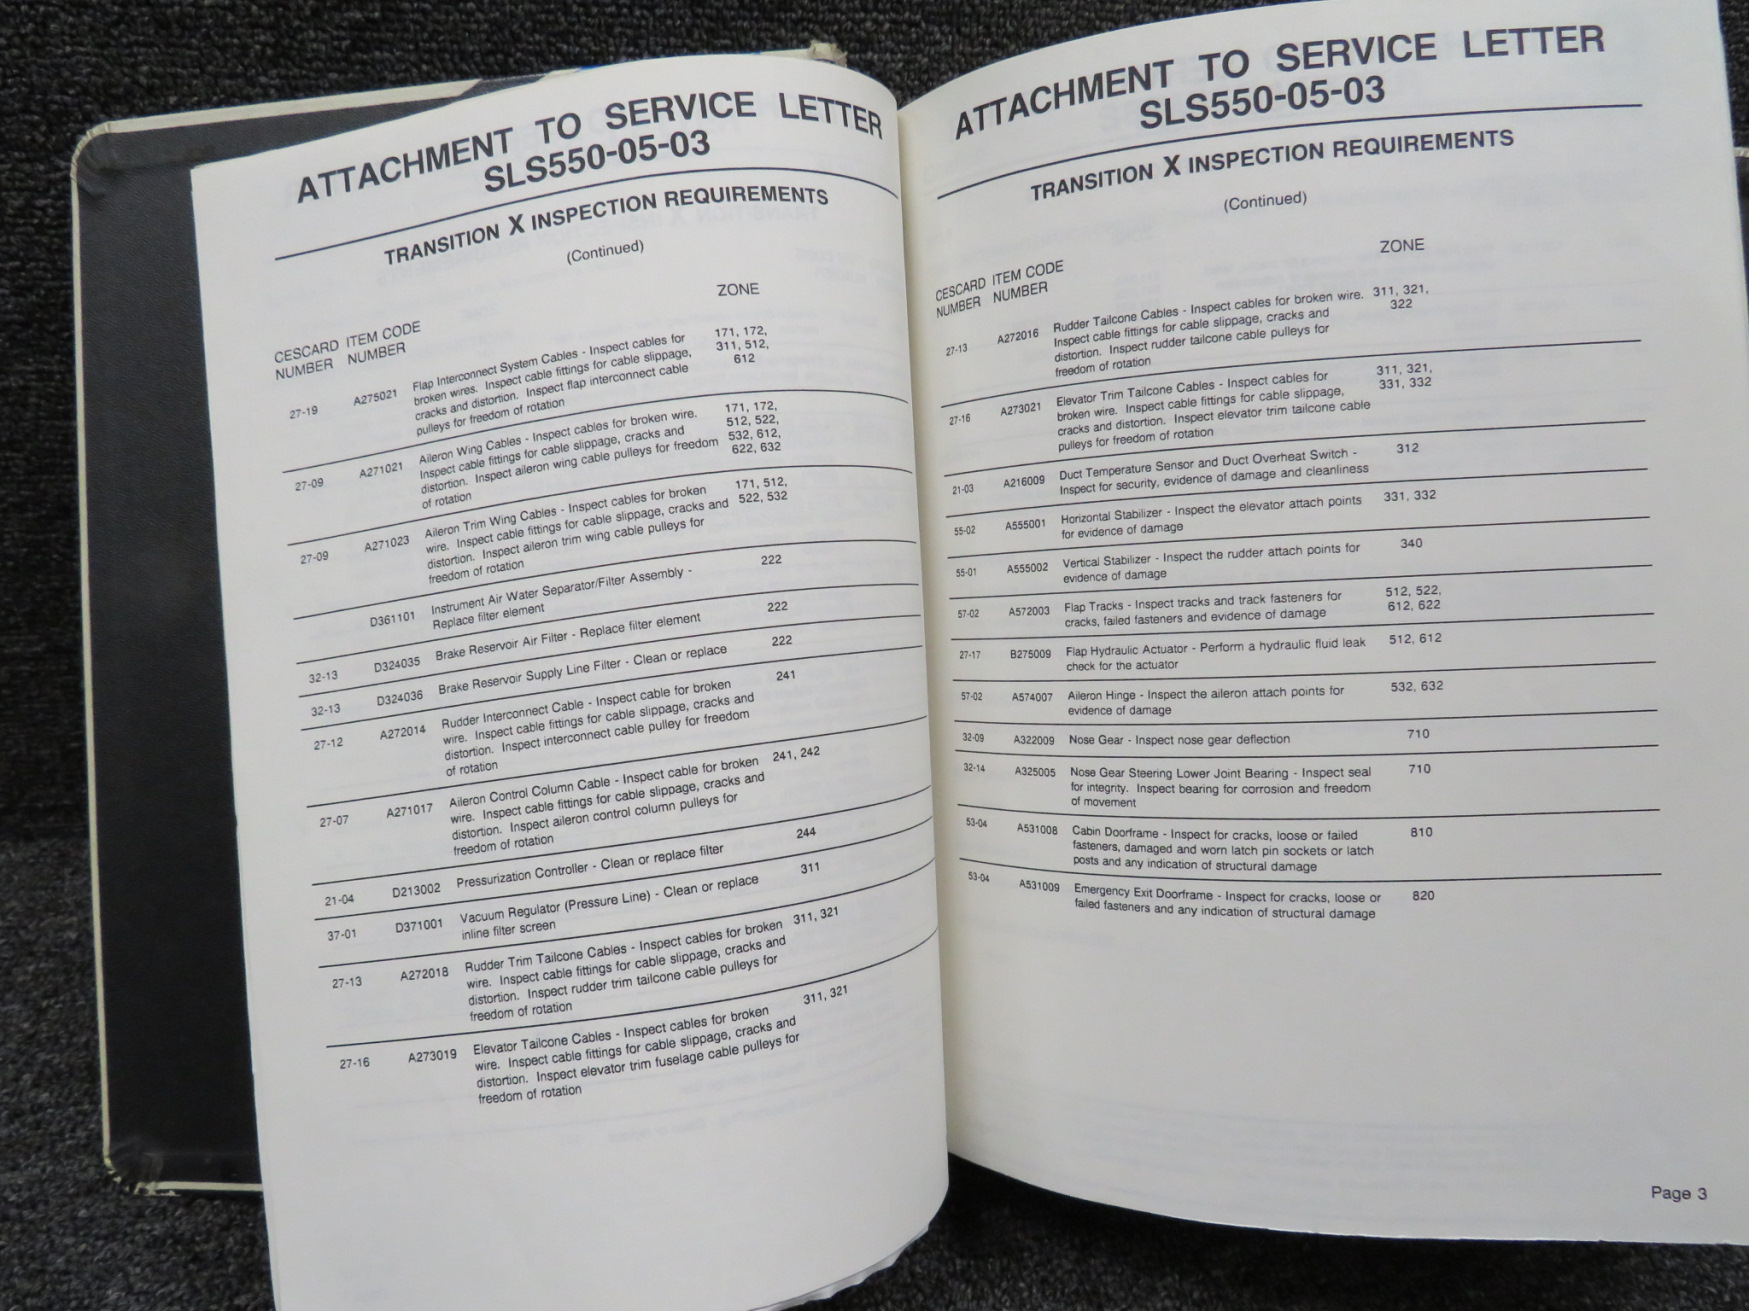 ATTACHMENT TO SERVICE LETTER
SLS550-05-03
TRANSITION X INSPECTION REQUIREMENTS
(Continued)
ZONE
CESCARD ITEM CODE
NUMBER NUMBER
27-19 A275021 Flap Interconnect System Cables - Inspect cables for 171, 172,
broken wires. Inspect cable fittings for cable slippage, 311, 512,
cracks and distortion. Inspect flap interconnect cable 612
pulleys for freedom of rotation
27-09 A271021 Aileron Wing Cables - Inspect cables for broken wire. 171, 172,
Inspect cable fittings for cable slippage, cracks and 512, 522,
distortion. Inspect aileron wing cable pulleys for freedom 532, 612,
of rotation 622, 632
27-09 A271023 Aileron Trim Wing Cables - Inspect cables for broken 171, 512,
wire. Inspect cable fittings for cable slippage, cracks and 522, 532
distortion. Inspect aileron trim wing cable pulleys for
freedom of rotation
D361101 Instrument Air Water Separator/Filter Assembly - 222
Replace filter element
32-13 D324035 Brake Reservoir Air Filter - Replace filter element 222
32-13 D324036 Brake Reservoir Supply Line Filter - Clean or replace 222
27-12 A272014 Rudder Interconnect Cable - Inspect cable for broken 241
wire. Inspect cable fittings for cable slippage, cracks and
distortion. Inspect interconnect cable pulley for freedom
of rotation
27-07 A271017 Aileron Control Column Cable - Inspect cable for broken 241, 242
wire. Inspect cable fittings for cable slippage, cracks and
distortion. Inspect aileron control column pulleys for
freedom of rotation
21-04 D213002 Pressurization Controller - Clean or replace filter 244
37-01 D371001 Vacuum Regulator (Pressure Line) - Clean or replace 311
inline filter screen
27-13 A272018 Rudder Trim Tailcone Cables - Inspect cables for broken 311, 321
wire. Inspect cable fittings for cable slippage, cracks and
distortion. Inspect rudder trim tailcone cable pulleys for
freedom of rotation
27-16 A273019 Elevator Tailcone Cables - Inspect cables for broken 311, 321
wire. Inspect cable fittings for cable slippage, cracks and
distortion. Inspect elevator trim fuselage cable pulleys for
freedom of rotation
ATTACHMENT TO SERVICE LETTER
SLS550-05-03
TRANSITION X INSPECTION REQUIREMENTS
(Continued)
ZONE
CESCARD ITEM CODE
NUMBER NUMBER
27-13 A272016 Rudder Tailcone Cables - Inspect cables for broken wire. 311, 321,
Inspect cable fittings for cable slippage, cracks and 322
distortion. Inspect rudder tailcone cable pulleys for
freedom of rotation
27-16 A273021 Elevator Trim Tailcone Cables - Inspect cables for 311, 321,
broken wire. Inspect cable fittings for cable slippage, 331, 332
cracks and distortion. Inspect elevator trim tailcone cable
pulleys for freedom of rotation
21-03 A216009 Duct Temperature Sensor and Duct Overheat Switch - 312
Inspect for security, evidence of damage and cleanliness
55-02 A555001 Horizontal Stabilizer - Inspect the elevator attach points 331, 332
for evidence of damage
55-01 A555002 Vertical Stabilizer - Inspect the rudder attach points for 340
evidence of damage
57-02 A572003 Flap Tracks - Inspect tracks and track fasteners for 512, 522,
cracks, failed fasteners and evidence of damage 612, 622
27-17 B275009 Flap Hydraulic Actuator - Perform a hydraulic fluid leak 512, 612
check for the actuator
57-02 A574007 Aileron Hinge - Inspect the aileron attach points for 532, 632
evidence of damage
32-09 A322009 Nose Gear - Inspect nose gear deflection 710
32-14 A325005 Nose Gear Steering Lower Joint Bearing - Inspect seal 710
for integrity. Inspect bearing for corrosion and freedom
of movement
53-04 A531008 Cabin Doorframe - Inspect for cracks, loose or failed 810
fasteners, damaged and worn latch pin sockets or latch
posts and any indication of structural damage
53-04 A531009 Emergency Exit Doorframe - Inspect for cracks, loose or 820
failed fasteners and any indication of structural damage
Page 3